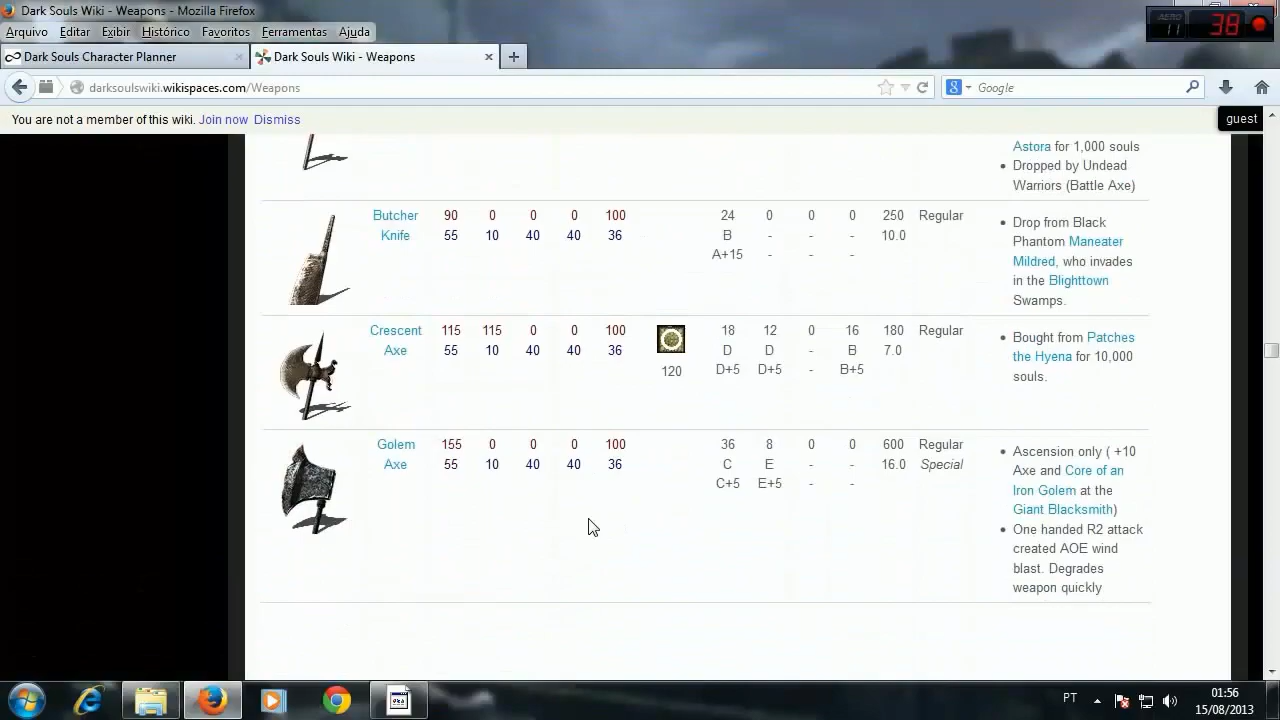 Dark Souls Wiki - Weapons - Mozilla Firefox
Arquivo Editar Exibir Histórico Favoritos Ferramentas Ajuda
AERO 11 38
Dark Souls Character Planner
Dark Souls Wiki - Weapons
darksoulswiki.wikispaces.com/Weapons
Google
You are not a member of this wiki. Join now Dismiss
guest
Astora for 1,000 souls
Dropped by Undead
Warriors (Battle Axe)
Butcher 90 0 0 0 100 24 0 0 0 250 Regular
Knife 55 10 40 40 36 B - - - 10.0
A+15 - - -
Drop from Black
Phantom Maneater
Mildred, who invades
in the Blighttown
Swamps.
Crescent 115 115 0 0 100 18 12 0 16 180 Regular
Axe 55 10 40 40 36 D D - B 7.0
120 D+5 D+5 - B+5
Bought from Patches
the Hyena for 10,000
souls.
Golem 155 0 0 0 100 36 8 0 0 600 Regular
Axe 55 10 40 40 36 C E - - 16.0 Special
C+5 E+5 - -
Ascension only ( +10
Axe and Core of an
Iron Golem at the
Giant Blacksmith)
One handed R2 attack
created AOE wind
blast. Degrades
weapon quickly
PT
01:56
15/08/2013